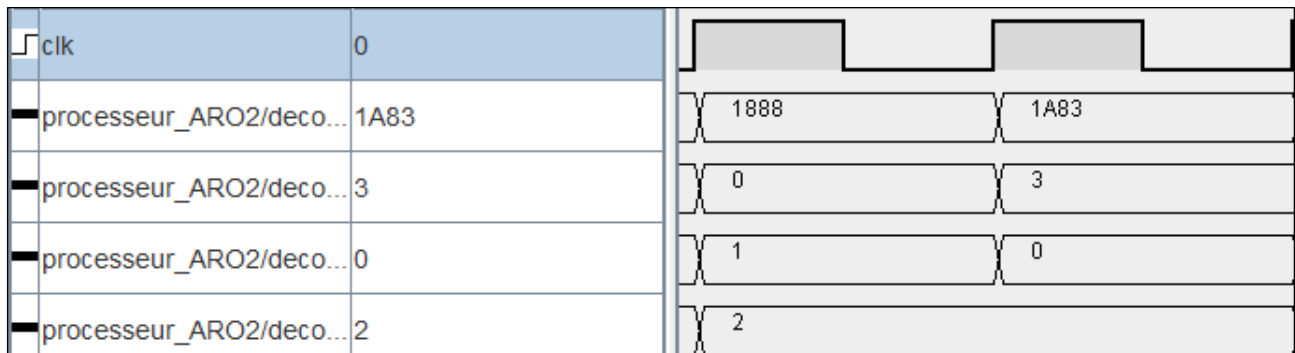 clk 0
processeur_ARO2/deco... 1A83 1888 1A83
processeur_ARO2/deco... 3 0 3
processeur_ARO2/deco... 0 1 0
processeur_ARO2/deco... 2 2